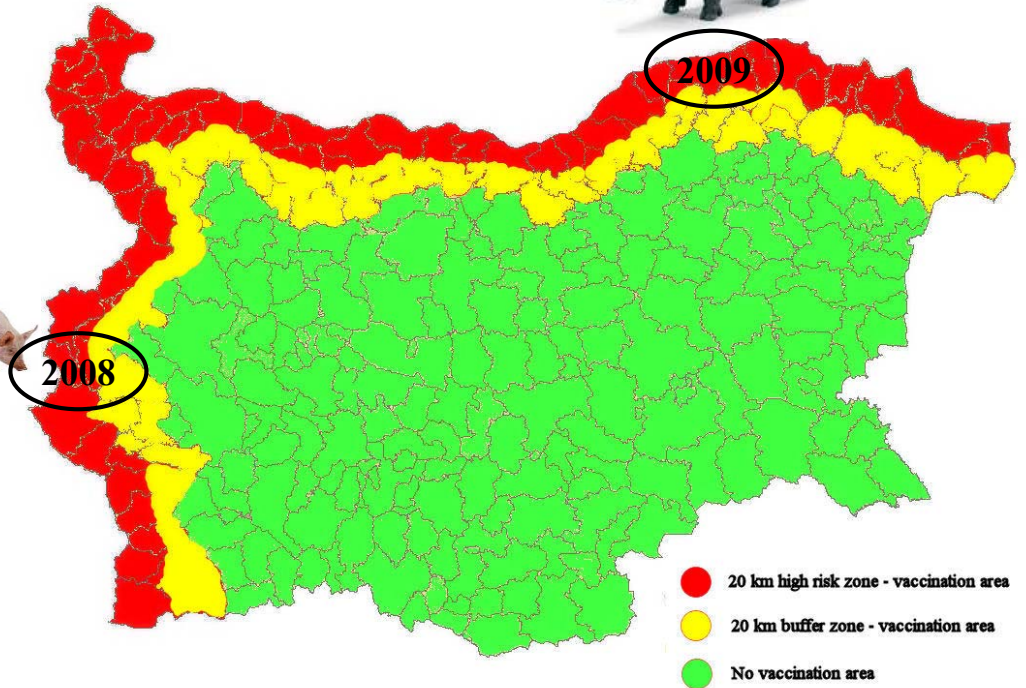 2009
2008
20 km high risk zone - vaccination area
20 km buffer zone - vaccination area
No vaccination area